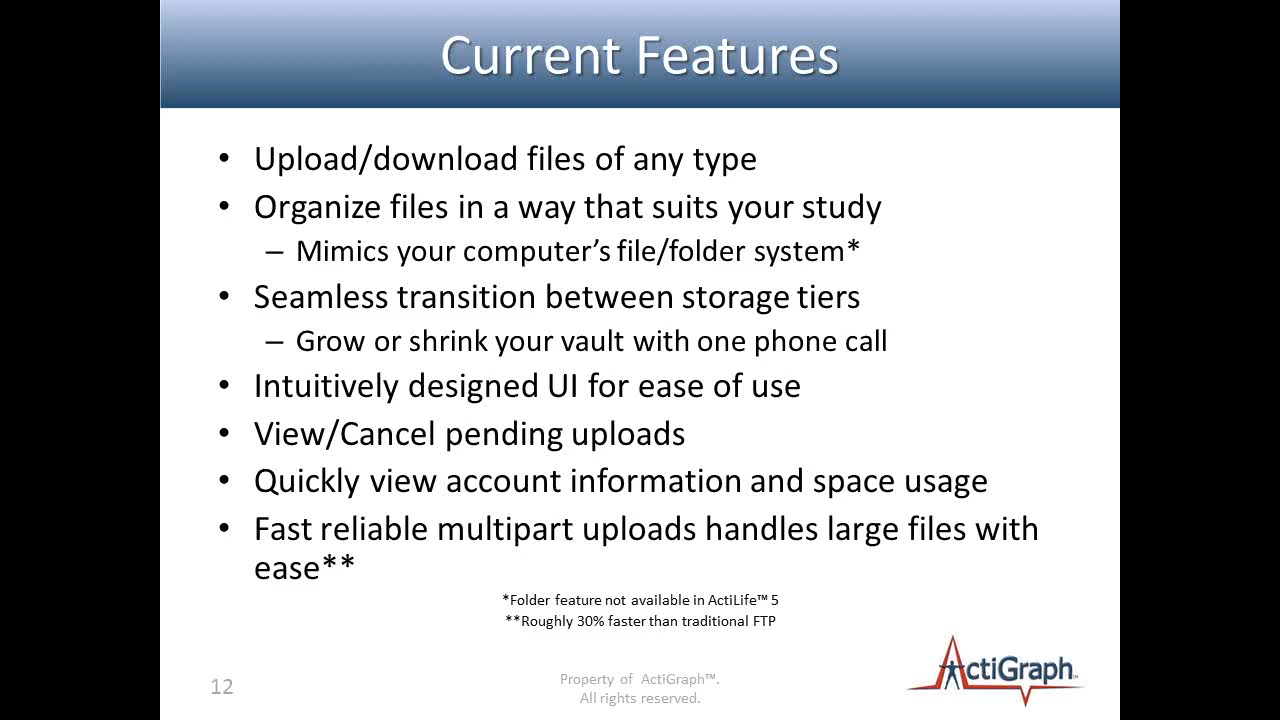 Current Features
• Upload/download files of any type
• Organize files in a way that suits your study
– Mimics your computer’s file/folder system*
• Seamless transition between storage tiers
– Grow or shrink your vault with one phone call
• Intuitively designed UI for ease of use
• View/Cancel pending uploads
• Quickly view account information and space usage
• Fast reliable multipart uploads handles large files with
ease**
*Folder feature not available in ActiLife™ 5
**Roughly 30% faster than traditional FTP
12
Property of ActiGraph™.
All rights reserved.
ActiGraph™